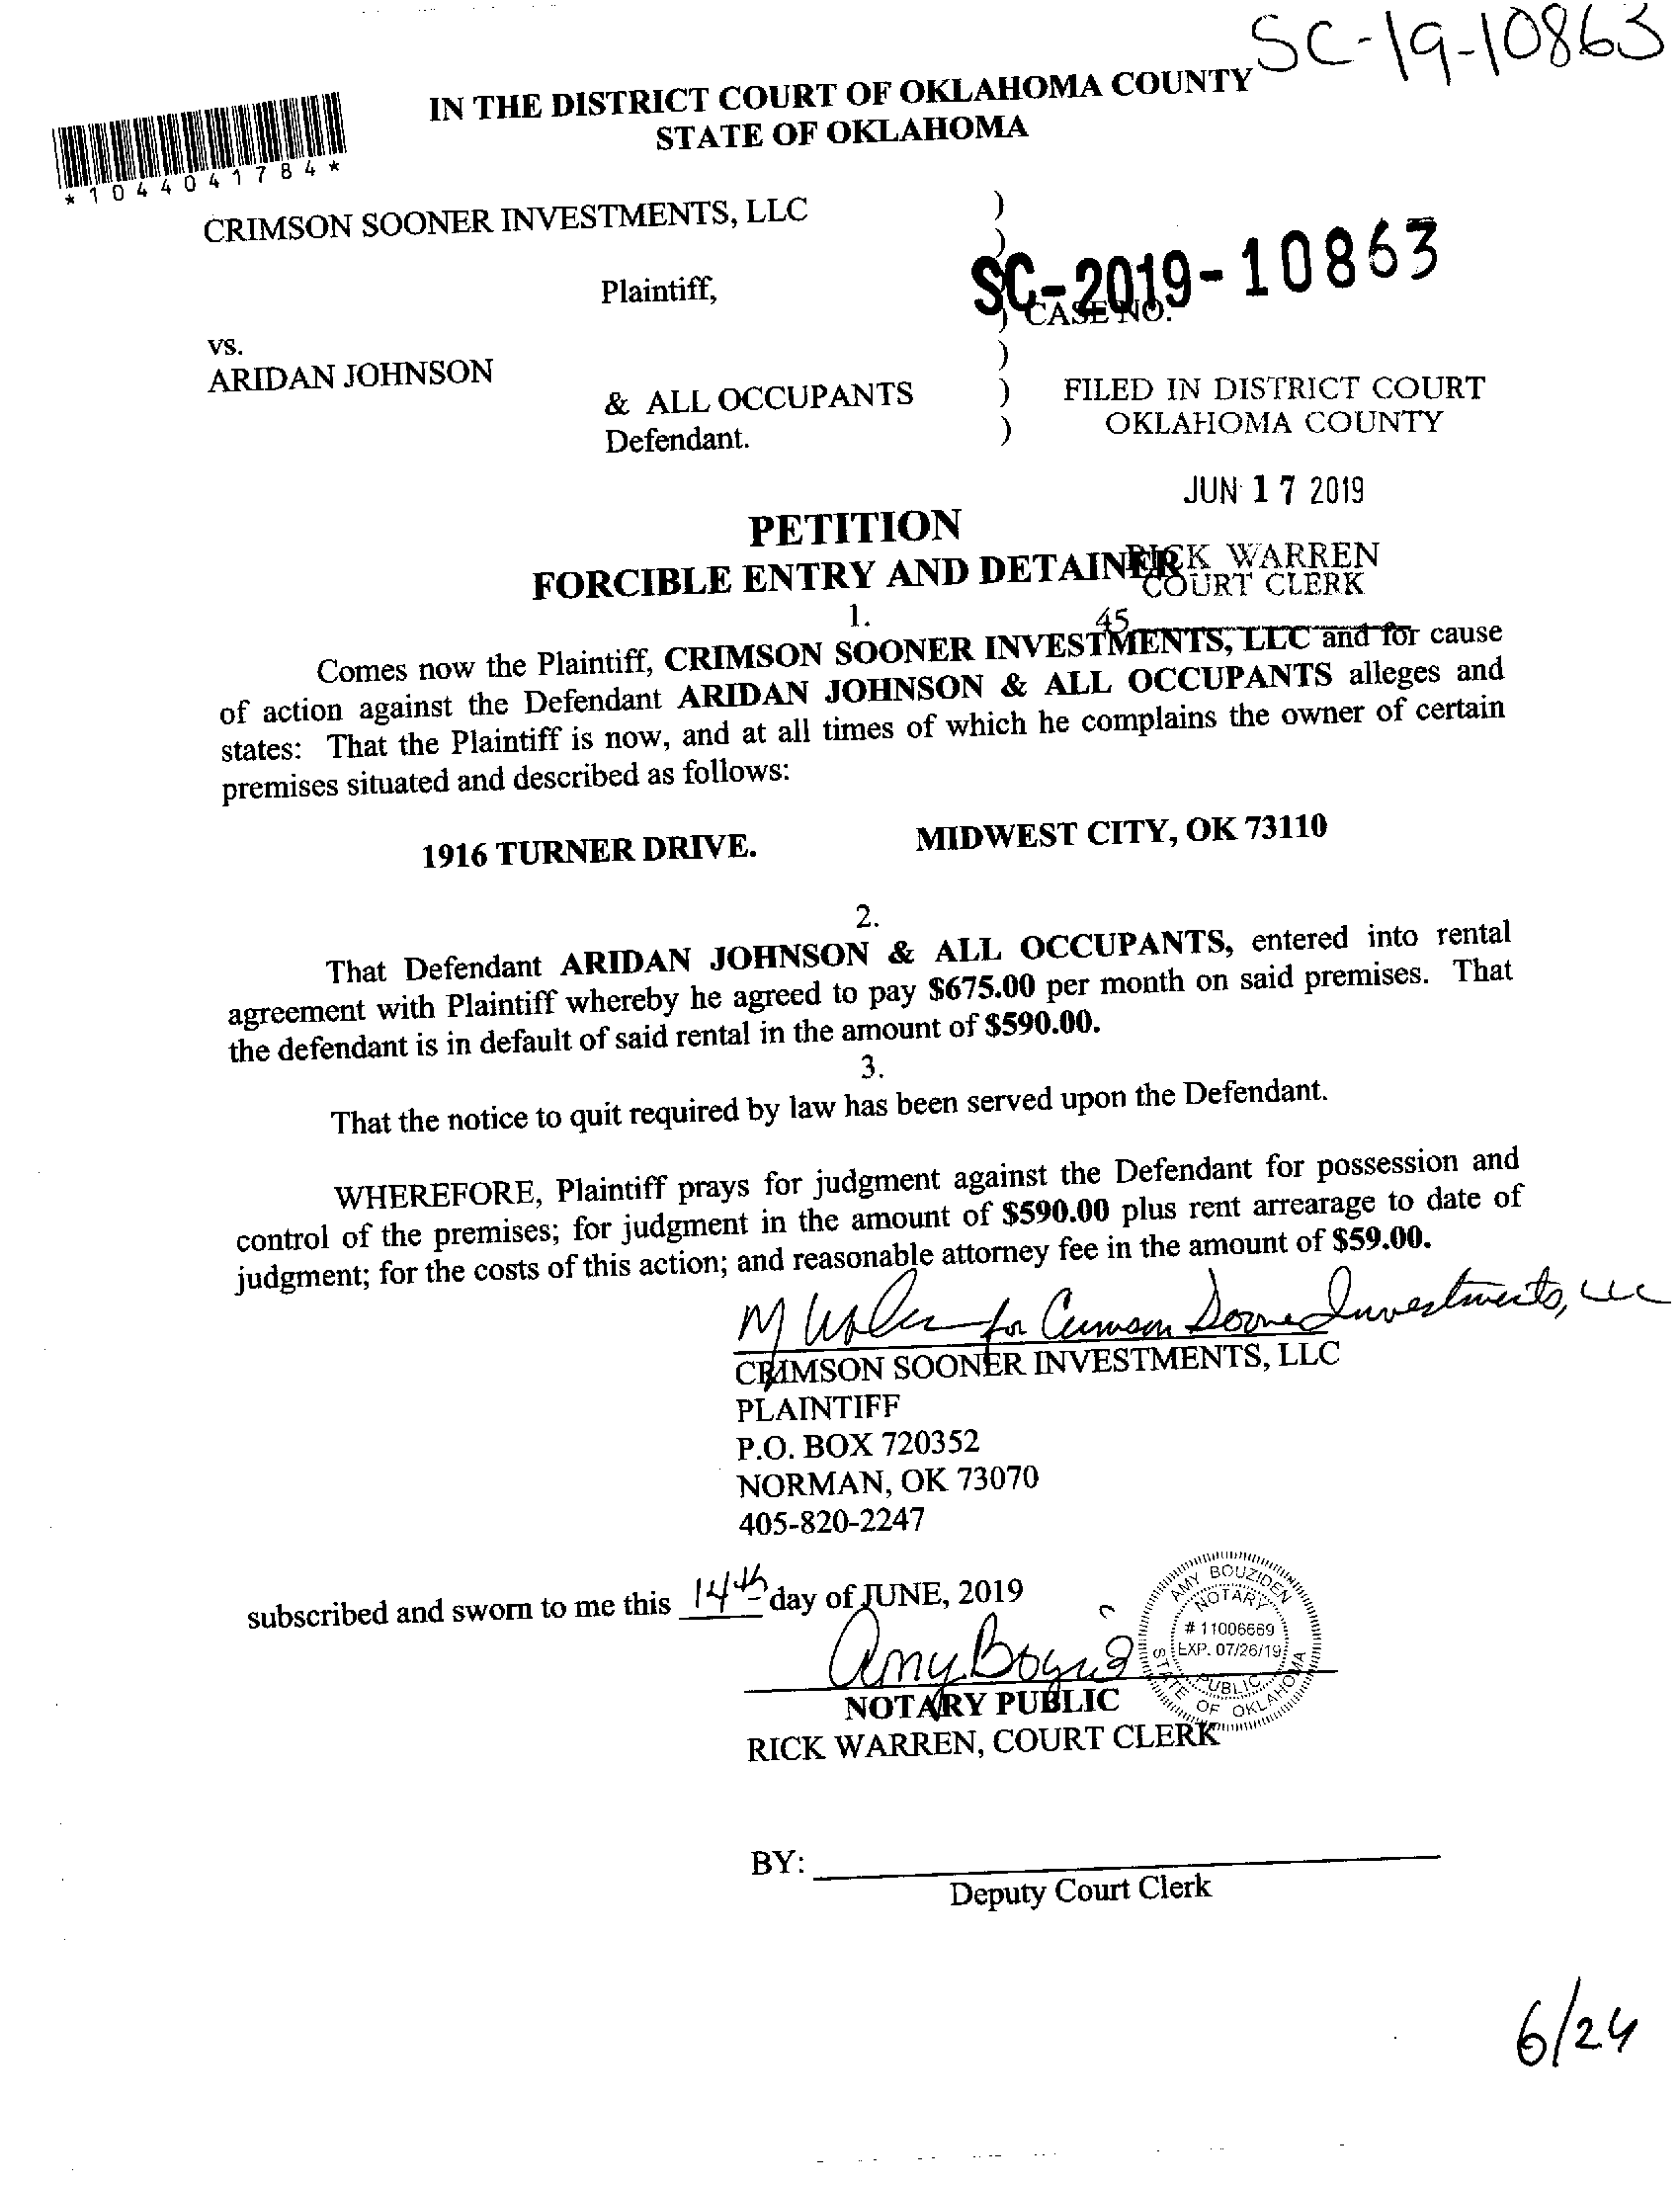 SC-19-10863
IN THE DISTRICT COURT OF OKLAHOMA COUNTY
STATE OF OKLAHOMA
*1044041784*
CRIMSON SOONER INVESTMENTS, LLC )
)
Plaintiff,
SC-2019-10863
) CASE NO.
vs. )
ARIDAN JOHNSON
& ALL OCCUPANTS )
Defendant. )
FILED IN DISTRICT COURT
OKLAHOMA COUNTY
JUN 17 2019
RICK WARREN
COURT CLERK
45
PETITION
FORCIBLE ENTRY AND DETAINER
1.
Comes now the Plaintiff, CRIMSON SOONER INVESTMENTS, LLC and for cause
of action against the Defendant ARIDAN JOHNSON & ALL OCCUPANTS alleges and
states: That the Plaintiff is now, and at all times of which he complains the owner of certain
premises situated and described as follows:
1916 TURNER DRIVE. MIDWEST CITY, OK 73110
2.
That Defendant ARIDAN JOHNSON & ALL OCCUPANTS, entered into rental
agreement with Plaintiff whereby he agreed to pay $675.00 per month on said premises. That
the defendant is in default of said rental in the amount of $590.00.
3.
That the notice to quit required by law has been served upon the Defendant.
WHEREFORE, Plaintiff prays for judgment against the Defendant for possession and
control of the premises; for judgment in the amount of $590.00 plus rent arrearage to date of
judgment; for the costs of this action; and reasonable attorney fee in the amount of $59.00.
M for Crimson Sooner Investments, LLC
CRIMSON SOONER INVESTMENTS, LLC
PLAINTIFF
P.O. BOX 720352
NORMAN, OK 73070
405-820-2247
subscribed and sworn to me this 14th day of JUNE, 2019
Amy
AMY BOUZIDEN
NOTARY
# 11006669
EXP. 07/26/19
PUBLIC
STATE OF OKLAHOMA
NOTARY PUBLIC
RICK WARREN, COURT CLERK
BY:
Deputy Court Clerk
6/24